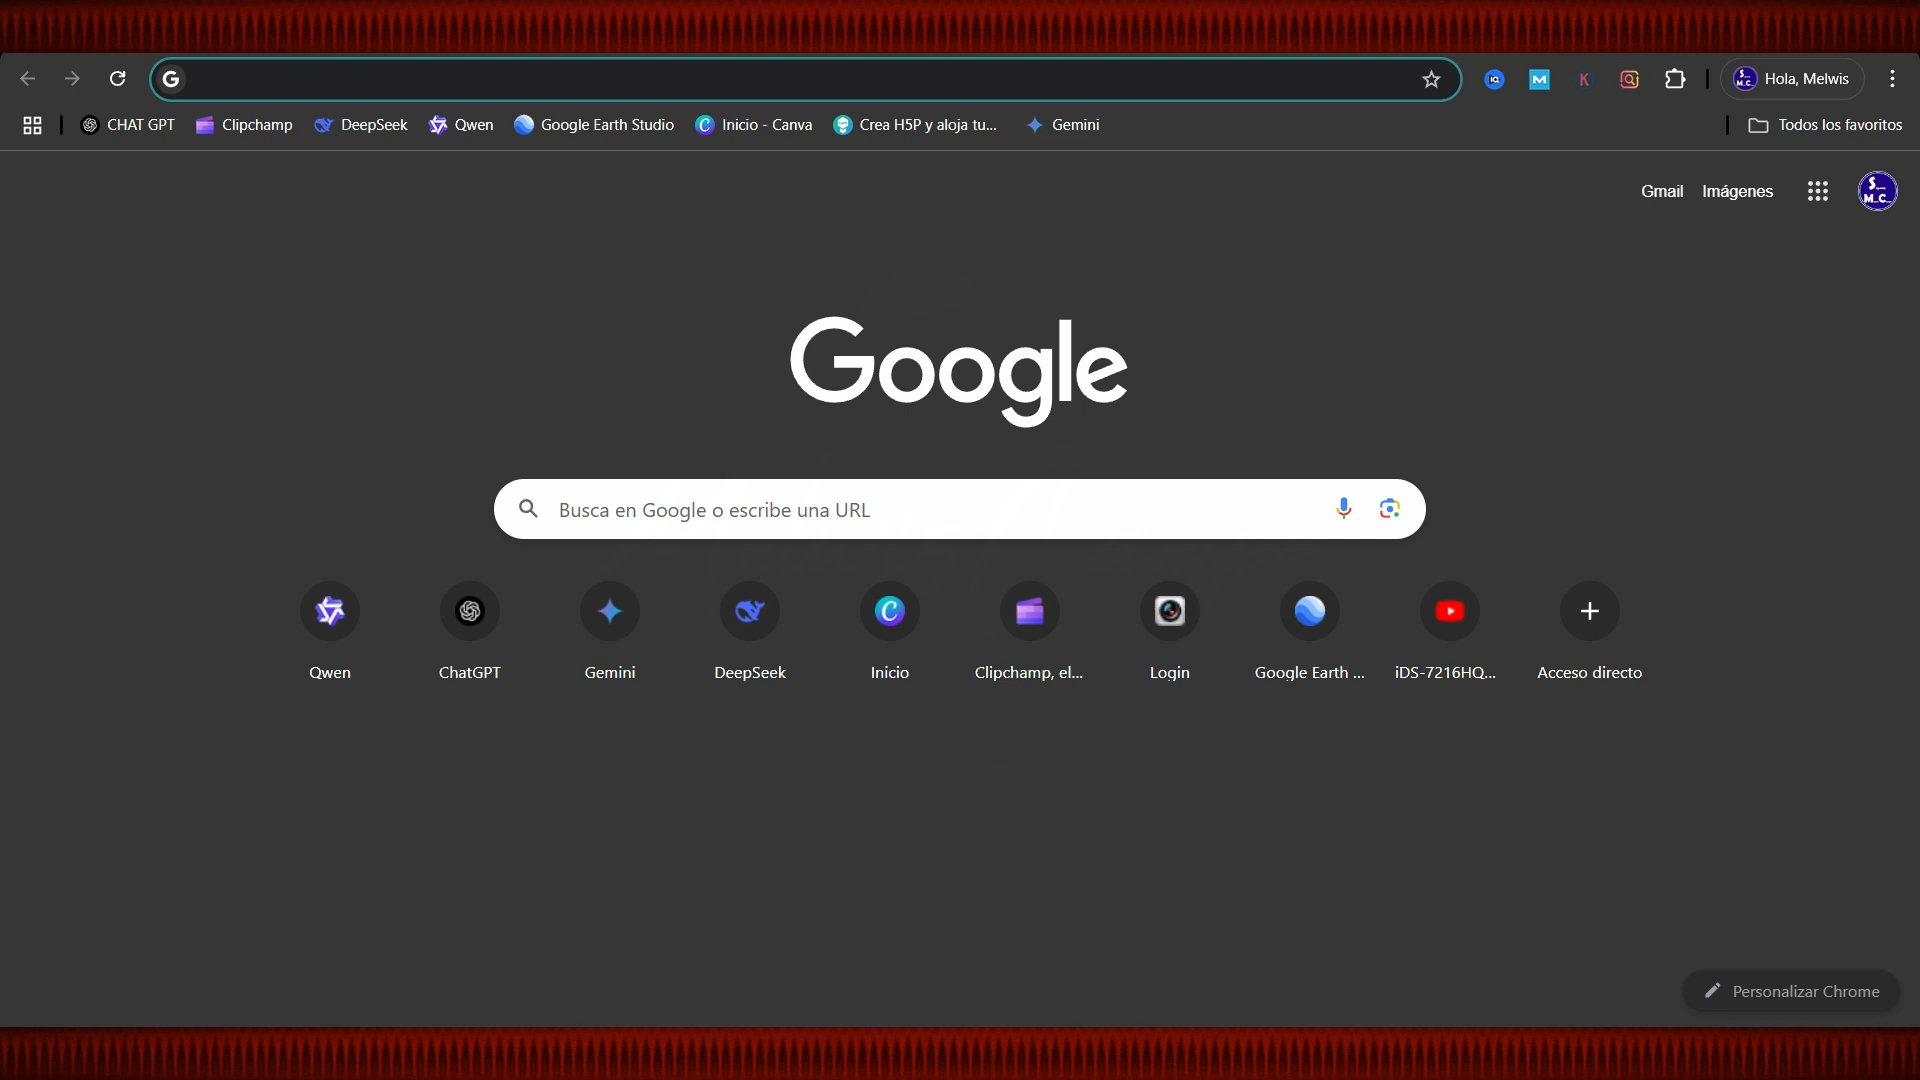 Hola, Melwis
CHAT GPT
Clipchamp
DeepSeek
Qwen
Google Earth Studio
Inicio - Canva
Crea H5P y aloja tu...
Gemini
Todos los favoritos
Gmail
Imágenes
Google
Busca en Google o escribe una URL
Qwen
ChatGPT
Gemini
DeepSeek
Inicio
Clipchamp, el...
Login
Google Earth ...
iDS-7216HQ...
Acceso directo
Personalizar Chrome